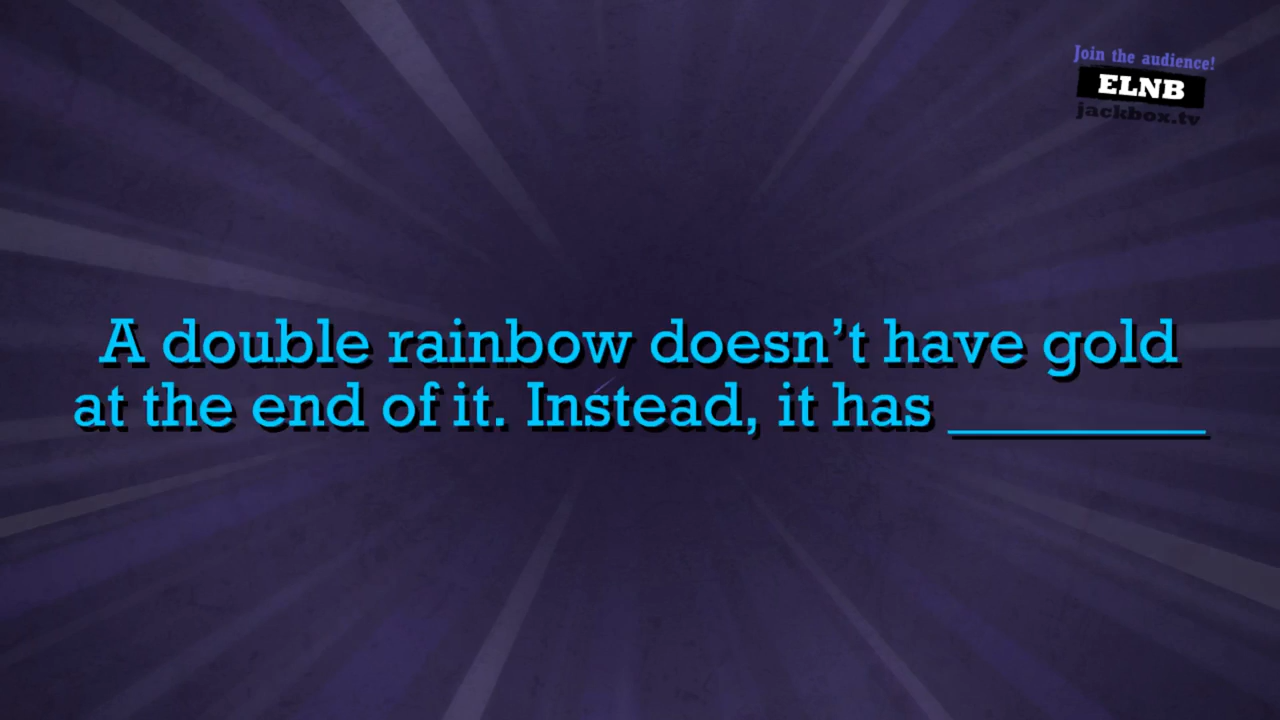 Join the audience!
ELNB
jackbox.tv
A double rainbow doesn't have gold
at the end of it. Instead, it has _________